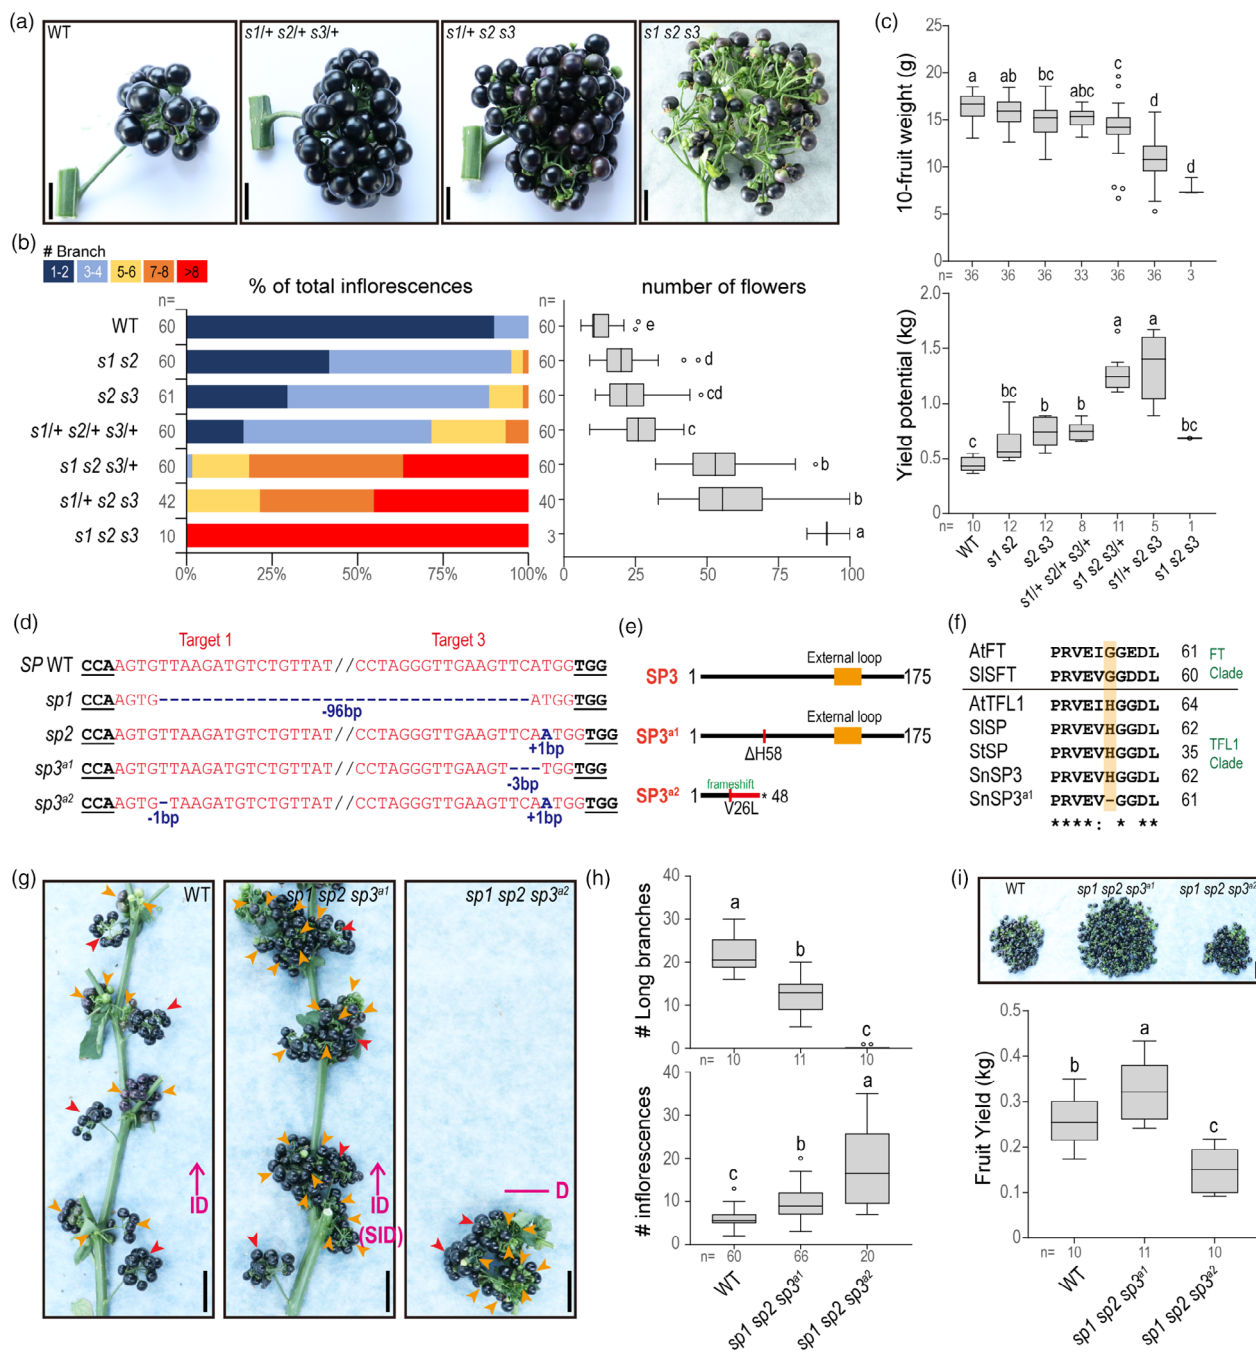 (a)
WT
s1/+ s2/+ s3/+
s1/+ s2 s3
s1 s2 s3
(b)
# Branch
1-2 3-4 5-6 7-8 >8
% of total inflorescences
number of flowers
n= n=
WT 60 60 e
s1 s2 60 60 d
s2 s3 61 60 cd
s1/+ s2/+ s3/+ 60 60 c
s1 s2 s3/+ 60 60 b
s1/+ s2 s3 42 40 b
s1 s2 s3 10 3 a
0% 25% 50% 75% 100% 0 25 50 75 100
(c)
10-fruit weight (g)
25
20
15
10
5
0
a ab bc abc c d d
n= 36 36 36 33 36 36 3
Yield potential (kg)
2.0
1.5
1.0
0.5
0
c bc b b a a bc
n= 10 12 12 8 11 5 1
WT
s1 s2
s2 s3
s1/+ s2/+ s3/+
s1 s2 s3/+
s1/+ s2 s3
s1 s2 s3
(d)
Target 1 Target 3
SP WT CCAAGTGTTAAGATGTCTGTTAT//CCTAGGGTTGAAGTTCATGGTGG
sp1 CCAAGTG------------------------ATGGTGG
-96bp
sp2 CCAAGTGTTAAGATGTCTGTTAT//CCTAGGGTTGAAGTTCAATGGTGG
+1bp
sp3a1 CCAAGTGTTAAGATGTCTGTTAT//CCTAGGGTTGAAGT---TGGTGG
-3bp
sp3a2 CCAAGTG-TAAGATGTCTGTTAT//CCTAGGGTTGAAGTTCAATGGTGG
-1bp +1bp
(e)
External loop
SP3 1 175
External loop
SP3a1 1 175
ΔH58
frameshift
SP3a2 1 * 48
V26L
(f)
AtFT PRVEIGGEDL 61 FT
SlSFT PRVEVGGDDL 60 Clade
AtTFL1 PRVEIHGGDL 64
SlSP PRVEVHGGDL 62
StSP PRVEVHGGDL 35 TFL1
SnSP3 PRVEVHGGDL 62 Clade
SnSP3a1 PRVEV-GGDL 61
****: * **
(g)
WT
sp1 sp2 sp3a1
sp1 sp2 sp3a2
ID
ID
(SID)
D
(h)
# Long branches
40
30
20
10
0
a b c
n= 10 11 10
# inflorescences
40
30
20
10
0
c b a
n= 60 66 20
WT
sp1 sp2 sp3a1
sp1 sp2 sp3a2
(i)
WT sp1 sp2 sp3a1 sp1 sp2 sp3a2
Fruit Yield (kg)
0.5
0.4
0.3
0.2
0.1
0
b a c
n= 10 11 10
WT
sp1 sp2 sp3a1
sp1 sp2 sp3a2